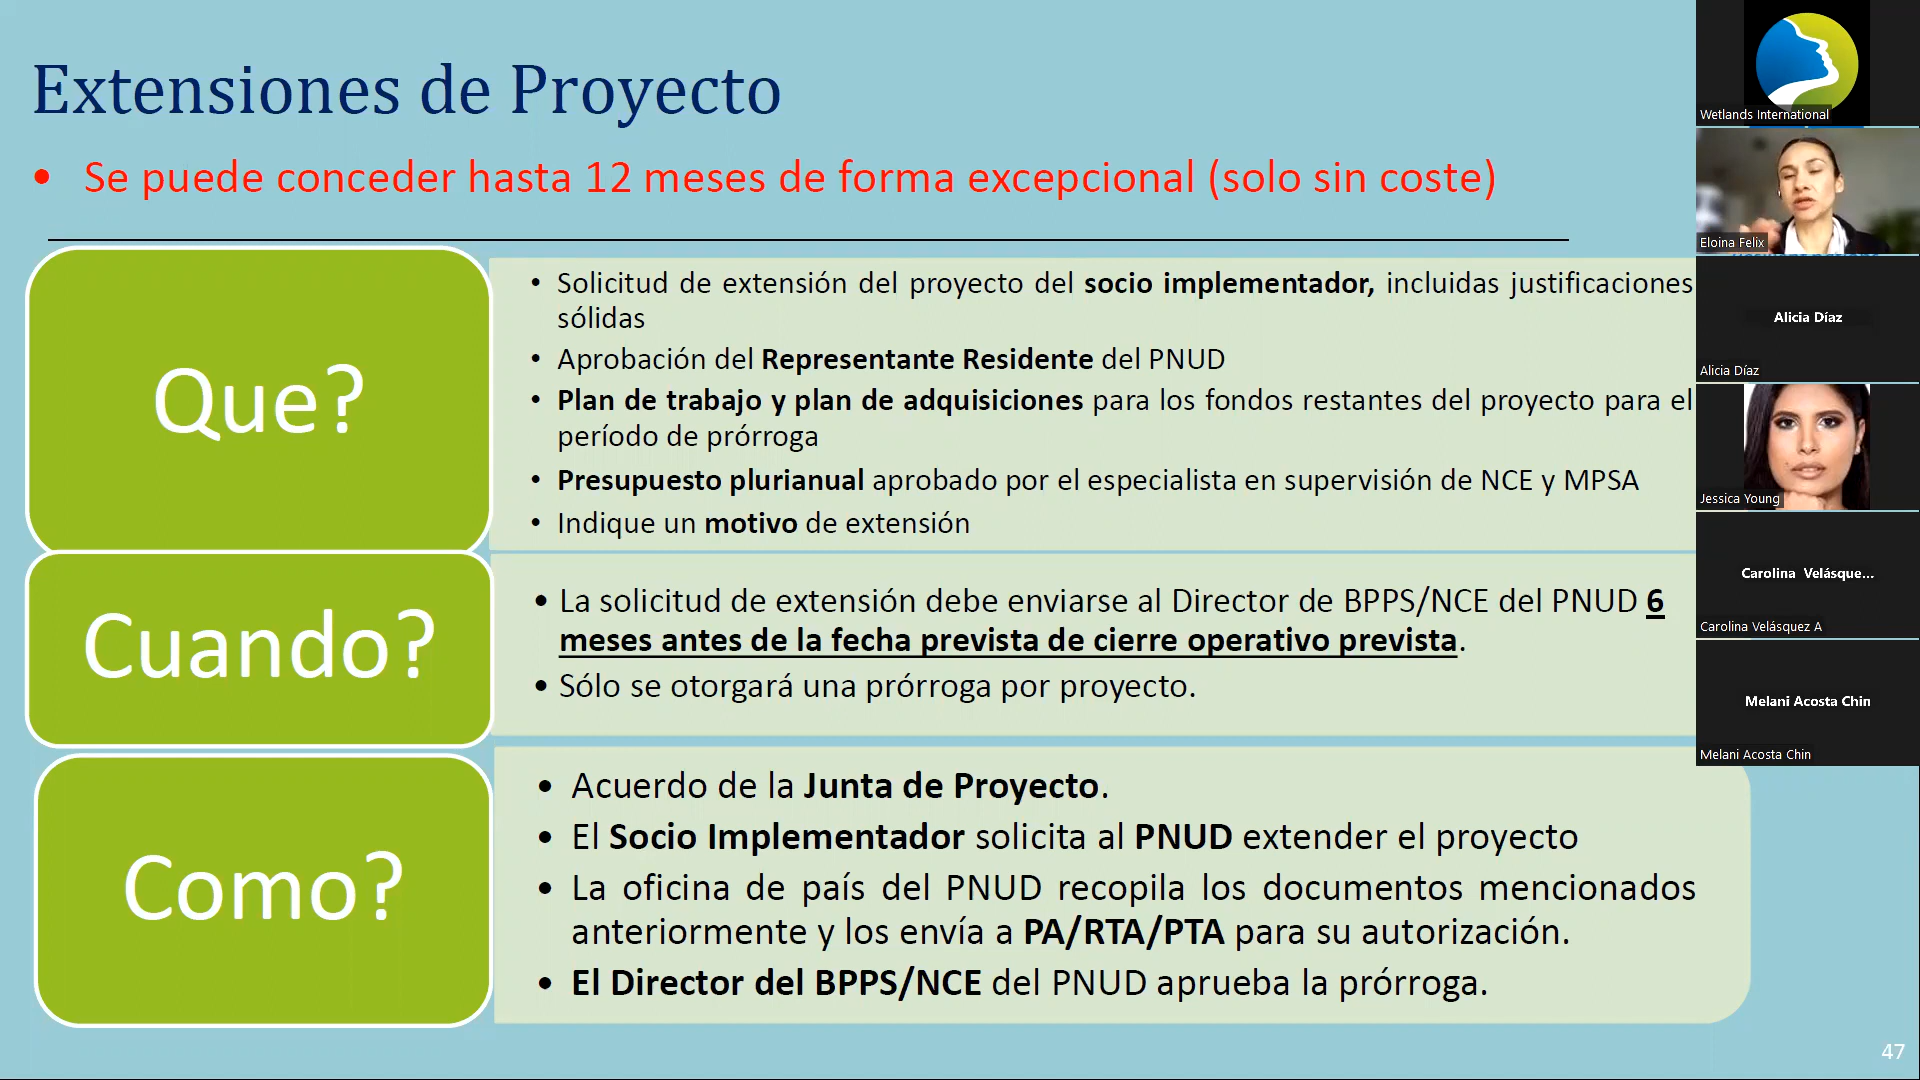 Extensiones de Proyecto
• Se puede conceder hasta 12 meses de forma excepcional (solo sin coste)
Que?
• Solicitud de extensión del proyecto del socio implementador, incluidas justificaciones
sólidas
• Aprobación del Representante Residente del PNUD
• Plan de trabajo y plan de adquisiciones para los fondos restantes del proyecto para el
período de prórroga
• Presupuesto plurianual aprobado por el especialista en supervisión de NCE y MPSA
• Indique un motivo de extensión
Cuando?
• La solicitud de extensión debe enviarse al Director de BPPS/NCE del PNUD 6
meses antes de la fecha prevista de cierre operativo prevista.
• Sólo se otorgará una prórroga por proyecto.
Como?
• Acuerdo de la Junta de Proyecto.
• El Socio Implementador solicita al PNUD extender el proyecto
• La oficina de país del PNUD recopila los documentos mencionados
anteriormente y los envía a PA/RTA/PTA para su autorización.
• El Director del BPPS/NCE del PNUD aprueba la prórroga.
47
Wetlands International
Eloina Felix
Alicia Díaz
Alicia Díaz
Jessica Young
Carolina Velásque...
Carolina Velásquez A
Melani Acosta Chin
Melani Acosta Chin